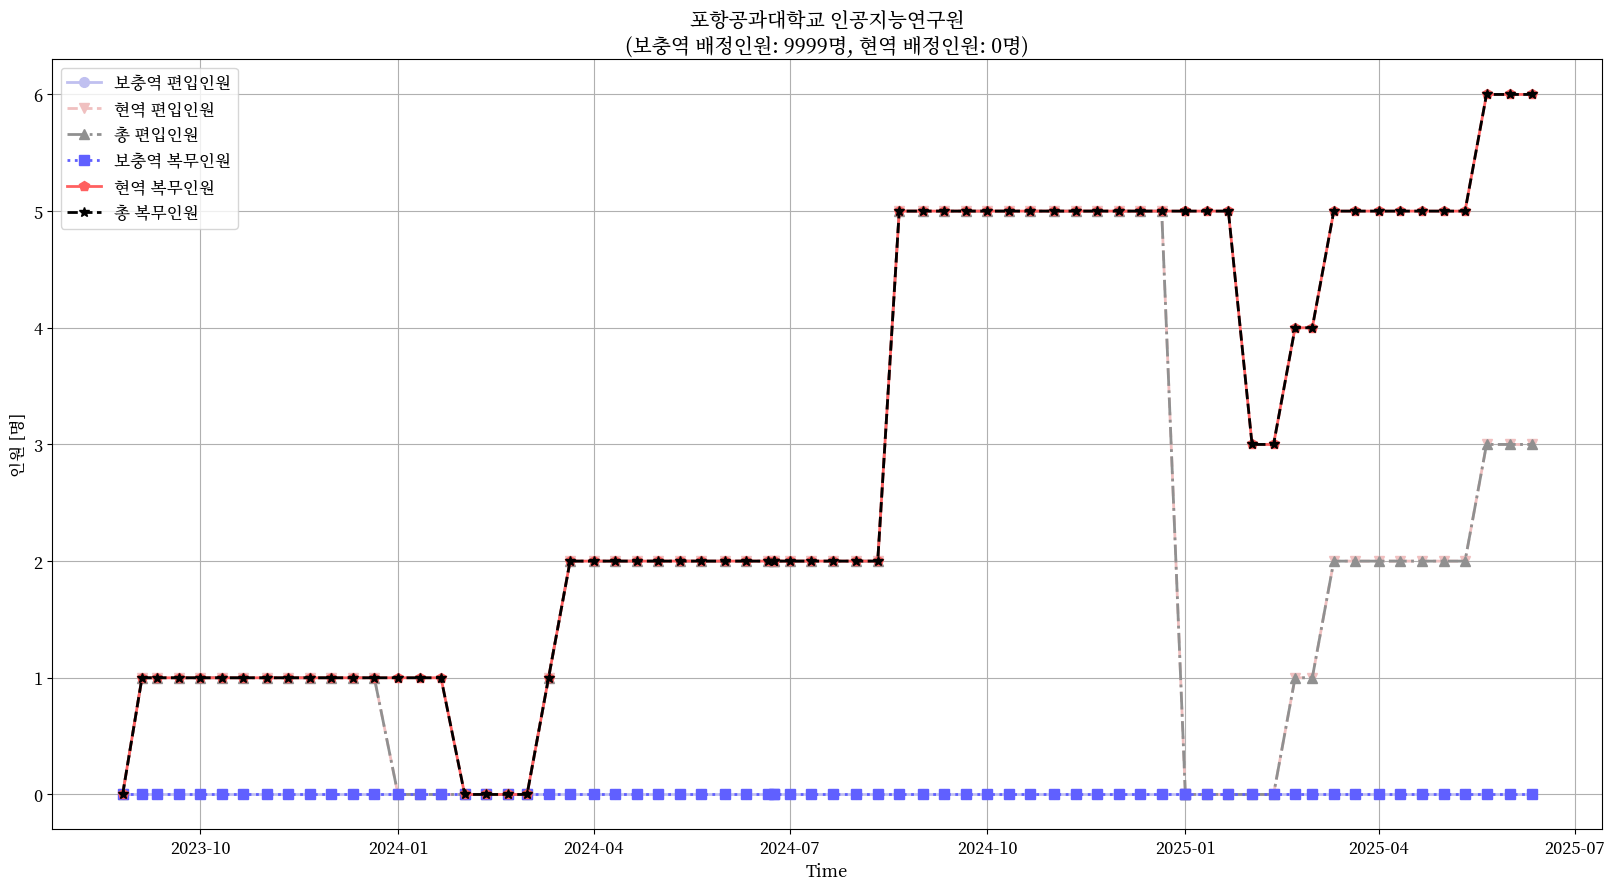 포항공과대학교 인공지능연구원
(보충역 배정인원: 9999명, 현역 배정인원: 0명)
보충역 편입인원
현역 편입인원
총 편입인원
보충역 복무인원
현역 복무인원
총 복무인원
인원 [명]
6
5
4
3
2
1
0
2023-10
2024-01
2024-04
2024-07
2024-10
2025-01
2025-04
2025-07
Time